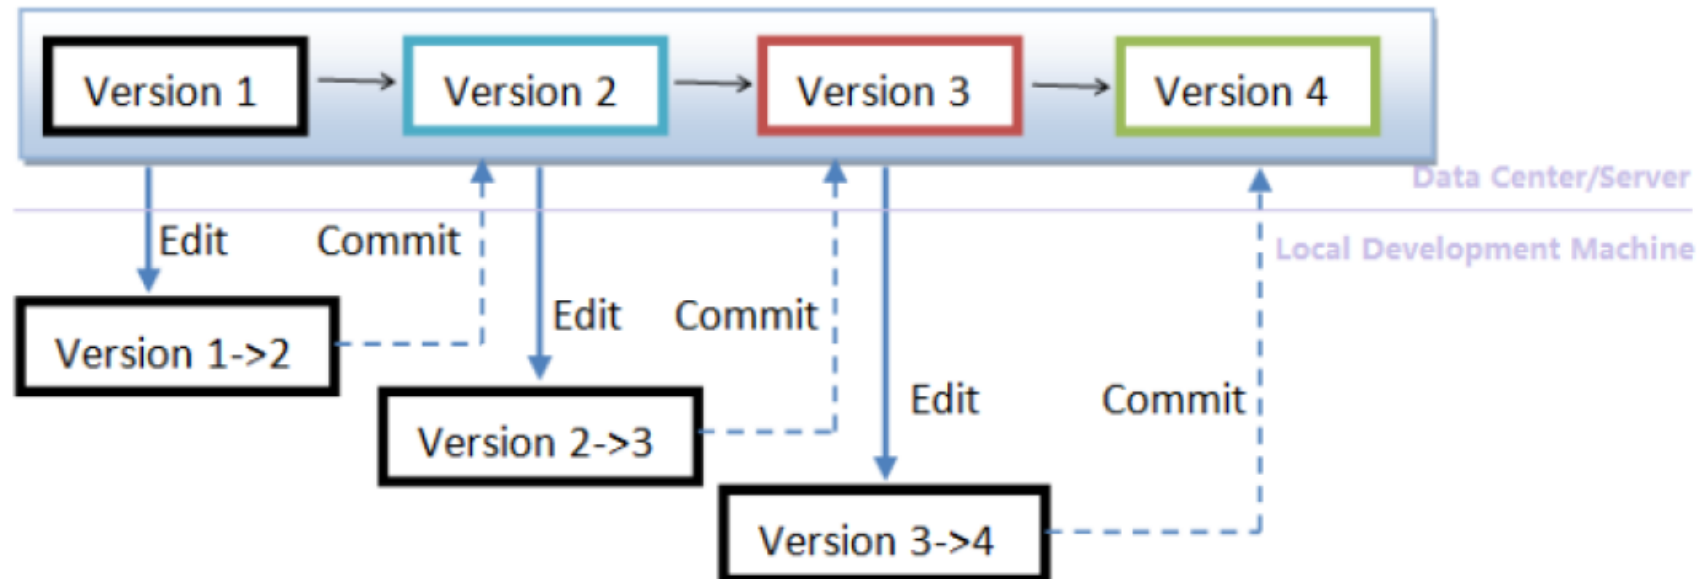 Version 1
Version 2
Version 3
Version 4
Data Center/Server
Edit
Commit
Local Development Machine
Version 1->2
Edit
Commit
Version 2->3
Edit
Commit
Version 3->4